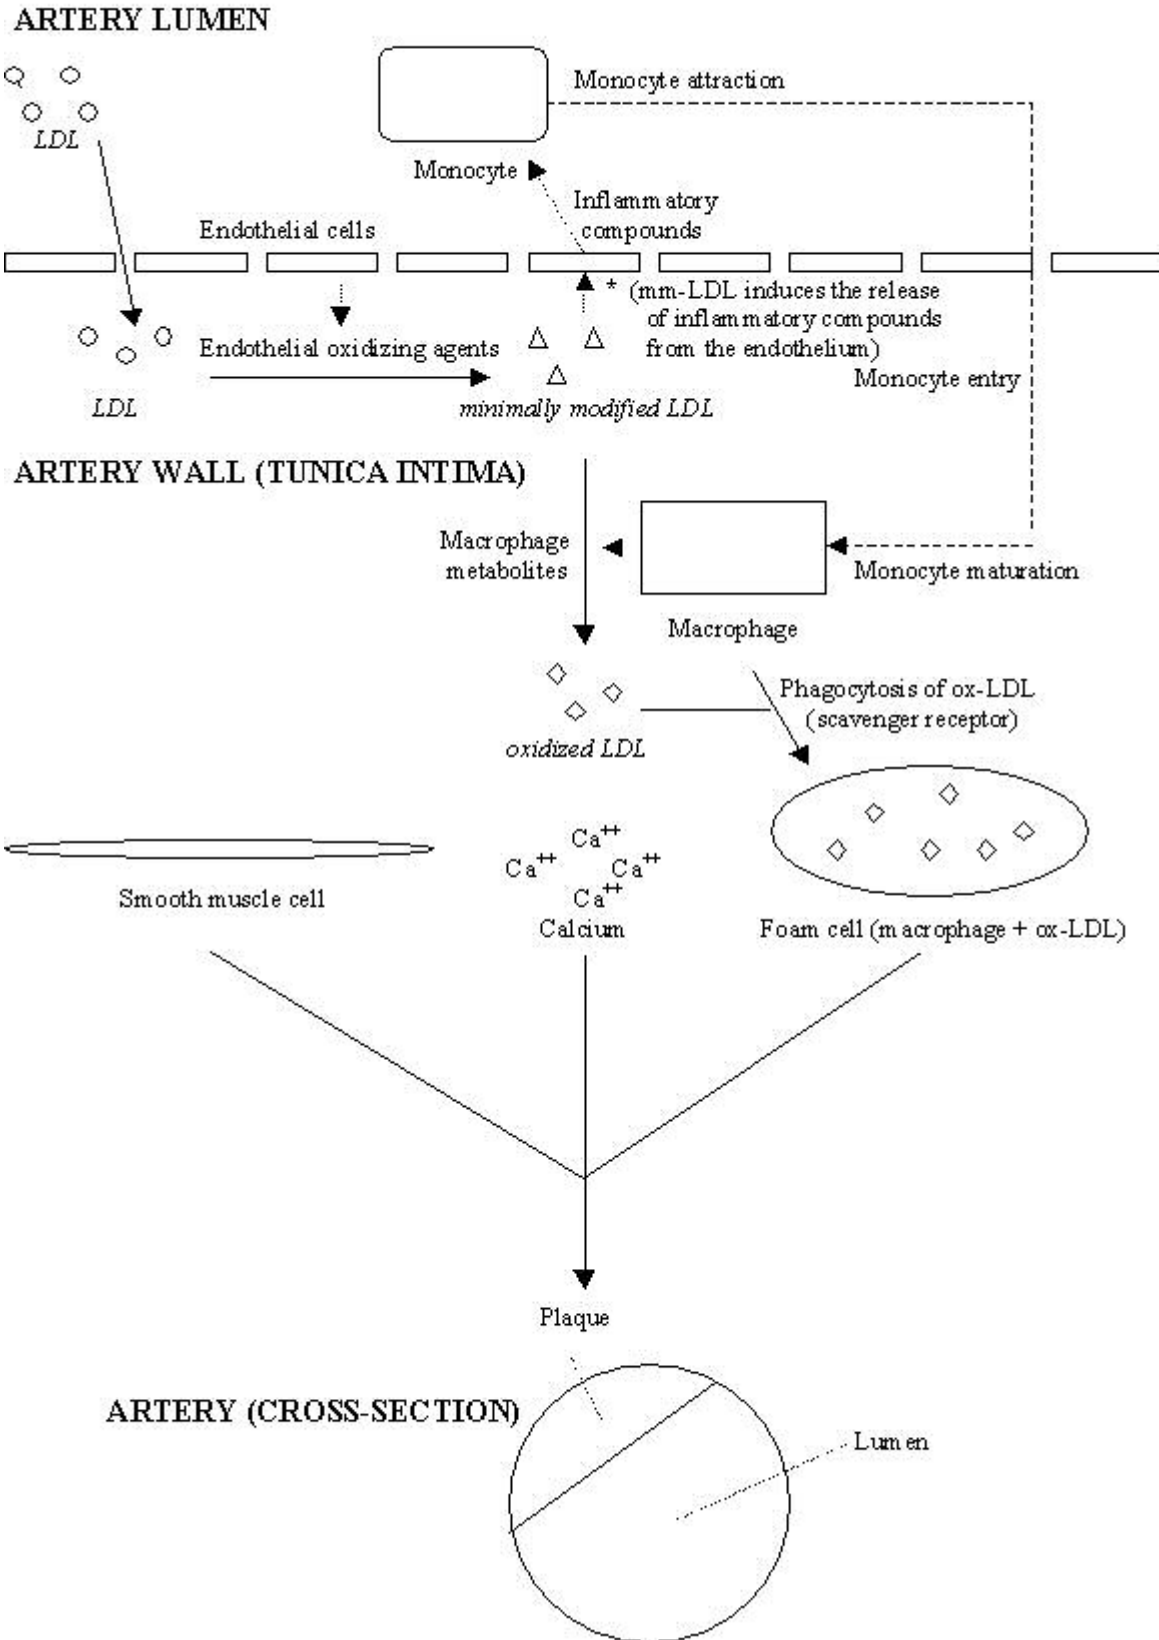 ARTERY LUMEN
Monocyte attraction
LDL
Monocyte
Inflammatory
compounds
Endothelial cells
* (mm-LDL induces the release
of inflammatory compounds
from the endothelium)
Endothelial oxidizing agents
Monocyte entry
LDL
minimally modified LDL
ARTERY WALL (TUNICA INTIMA)
Macrophage
metabolites
Monocyte maturation
Macrophage
Phagocytosis of ox-LDL
(scavenger receptor)
oxidized LDL
Ca++
Ca++ Ca++
Ca++
Smooth muscle cell
Calcium
Foam cell (macrophage + ox-LDL)
Plaque
ARTERY (CROSS-SECTION)
Lumen